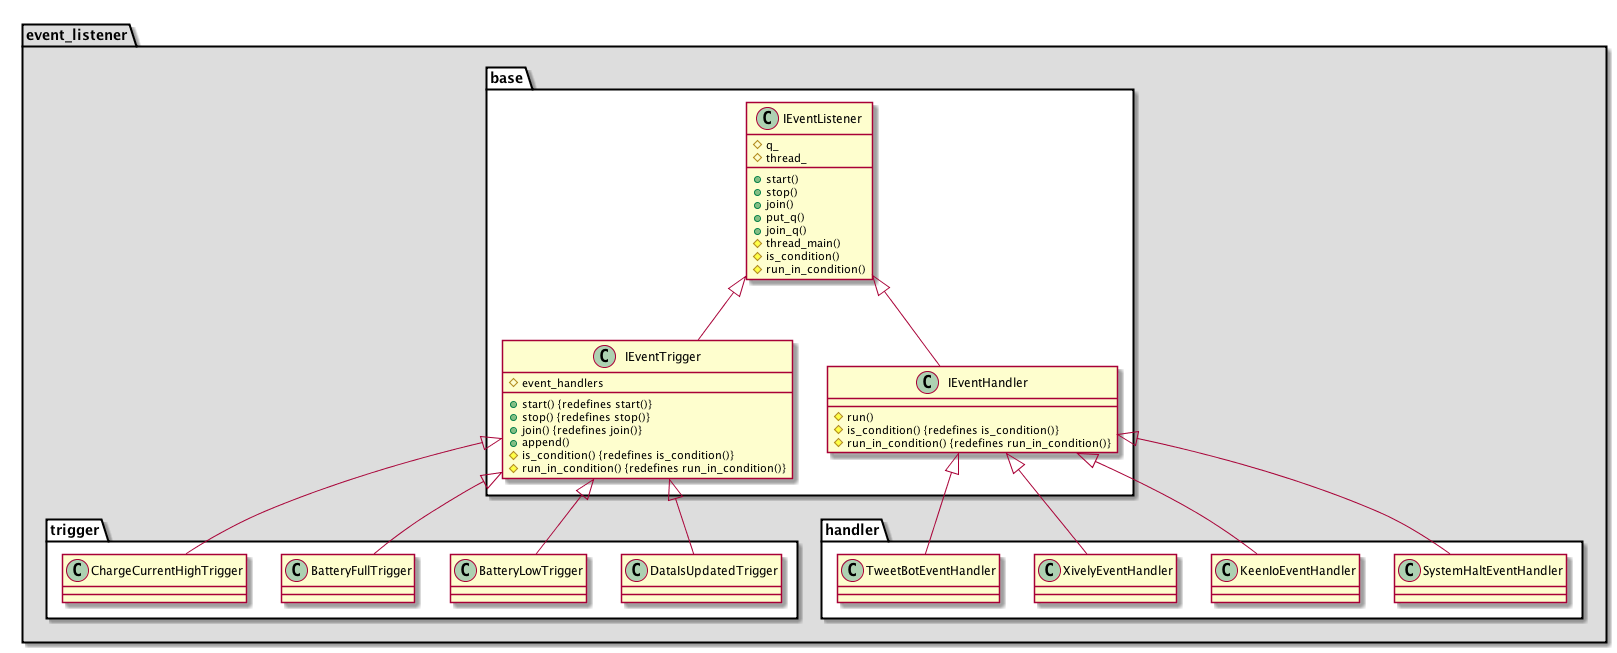 event_listener
base
C IEventListener
q_
thread_
start()
stop()
join()
put_q()
join_q()
thread_main()
is_condition()
run_in_condition()
C IEventTrigger
event_handlers
start() {redefines start()}
stop() {redefines stop()}
join() {redefines join()}
append()
is_condition() {redefines is_condition()}
run_in_condition() {redefines run_in_condition()}
C IEventHandler
run()
is_condition() {redefines is_condition()}
run_in_condition() {redefines run_in_condition()}
trigger
C ChargeCurrentHighTrigger
C BatteryFullTrigger
C BatteryLowTrigger
C DataIsUpdatedTrigger
handler
C TweetBotEventHandler
C XivelyEventHandler
C KeenIoEventHandler
C SystemHaltEventHandler